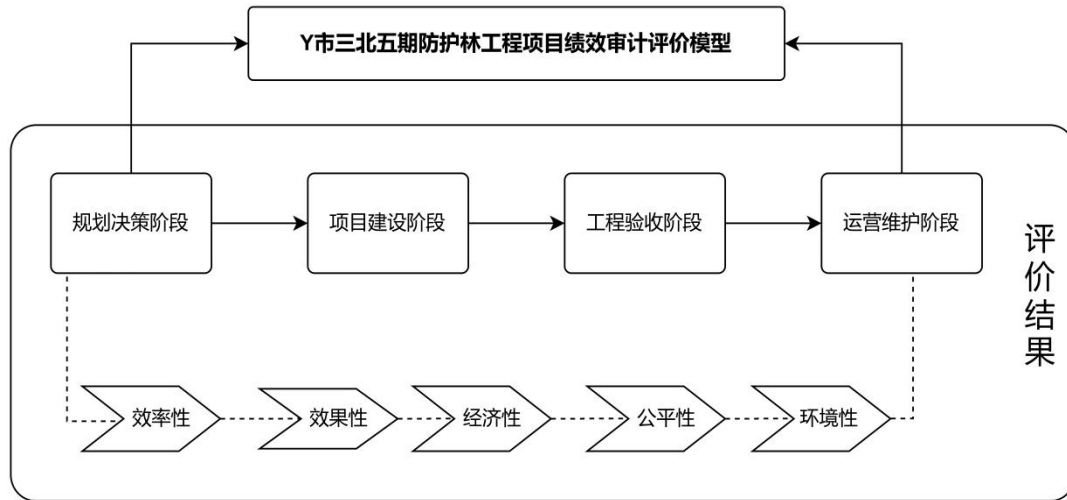 Y市三北五期防护林工程项目绩效审计评价模型
规划决策阶段
项目建设阶段
工程验收阶段
运营维护阶段
评价结果
效率性
效果性
经济性
公平性
环境性